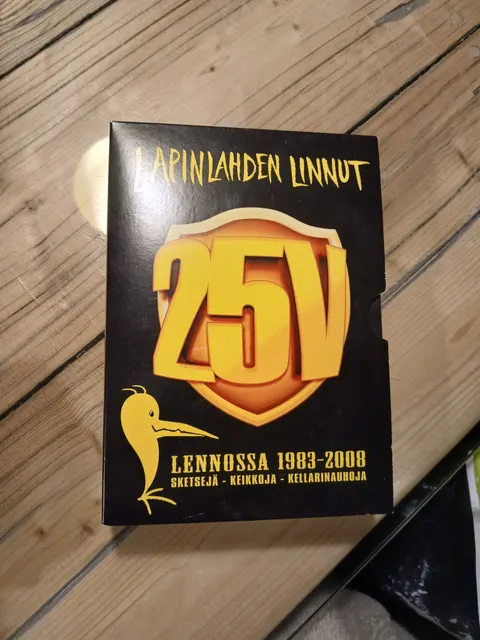 LAPINLAHDEN LINNUT
25V
LENNOSSA 1983-2008
SKETSEJÄ - KEIKKOJA - KELLARINAUHOJA